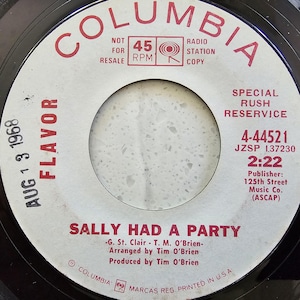 COLUMBIA
NOT
FOR
RESALE
45
RPM
RADIO
STATION
COPY
SPECIAL
RUSH
RESERVICE
4-44521
JZSP 137230
2:22
Publisher:
125th Street
Music Co.
(ASCAP)
FLAVOR
AUG 13 1968
SALLY HAD A PARTY
-G. St. Clair - T. M. O'Brien-
Arranged by Tim O'Brien
Produced by Tim O'Brien
℗ COLUMBIA MARCAS REG. PRINTED IN U.S.A.